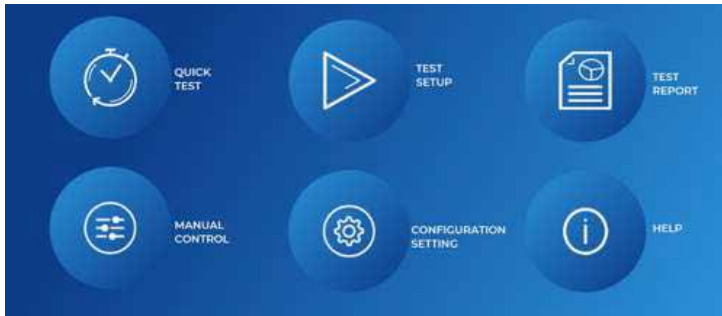 QUICK
TEST
TEST
SETUP
TEST
REPORT
MANUAL
CONTROL
CONFIGURATION
SETTING
HELP